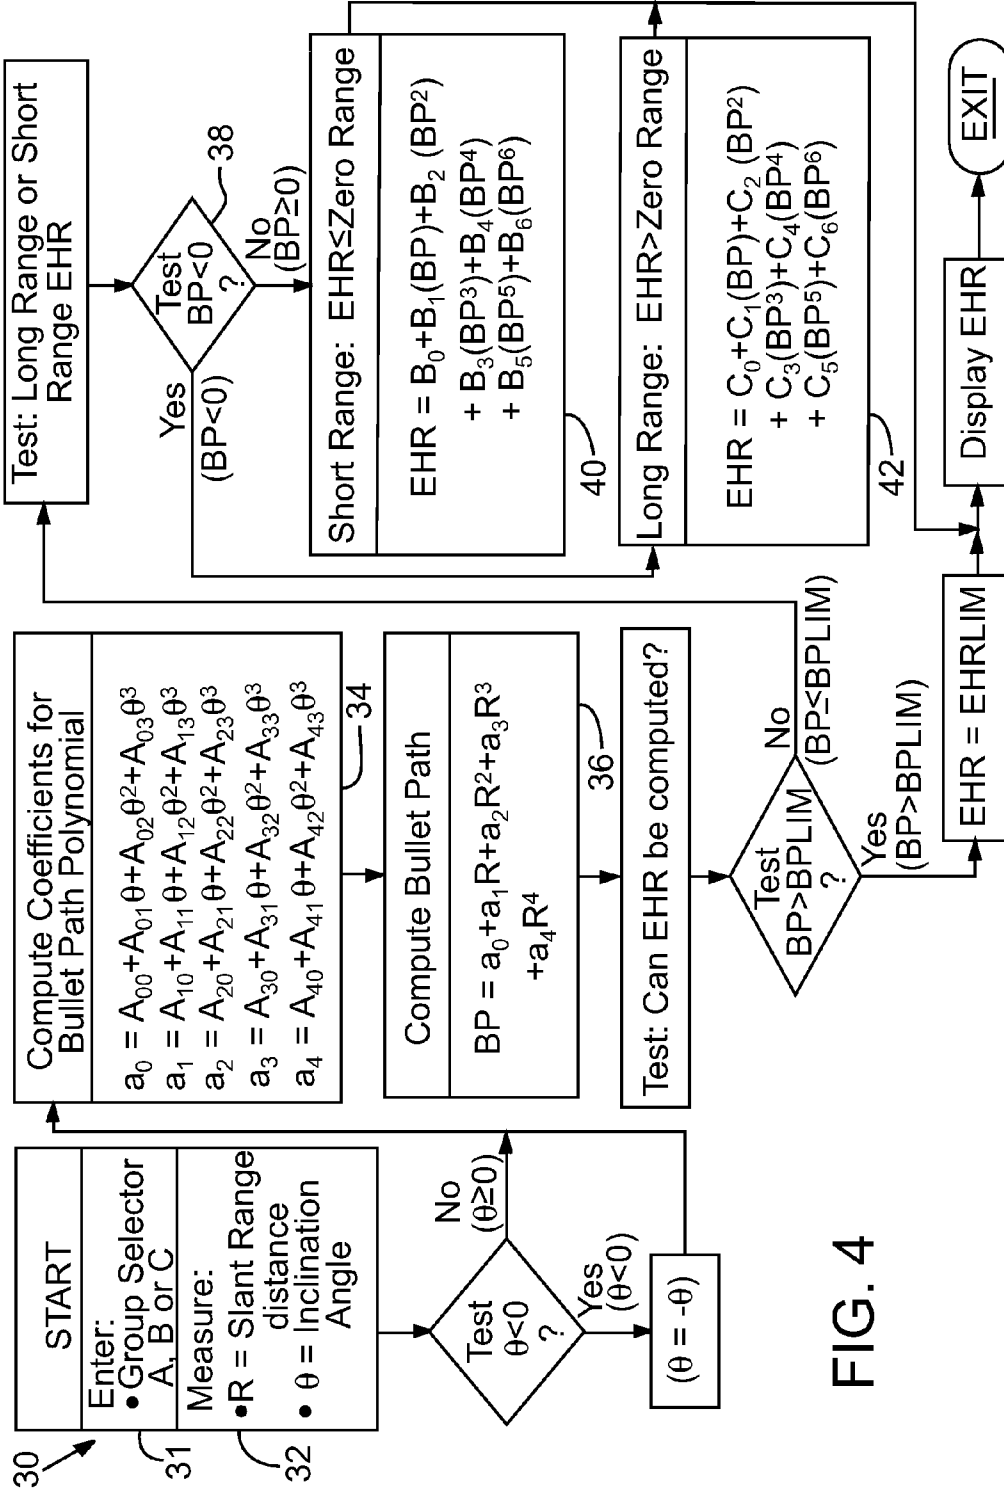 30
START
Enter:
•Group Selector
A, B or C
31
Measure:
•R = Slant Range
distance
• θ = Inclination
Angle
32
Test
θ<0
?
No
(θ≥0)
Yes
(θ<0)
(θ = -θ)
Compute Coefficients for
Bullet Path Polynomial
a₀ = A₀₀+A₀₁θ+A₀₂θ²+A₀₃θ³
a₁ = A₁₀+A₁₁θ+A₁₂θ²+A₁₃θ³
a₂ = A₂₀+A₂₁θ+A₂₂θ²+A₂₃θ³
a₃ = A₃₀+A₃₁θ+A₃₂θ²+A₃₃θ³
a₄ = A₄₀+A₄₁θ+A₄₂θ²+A₄₃θ³
34
Compute Bullet Path
BP = a₀+a₁R+a₂R²+a₃R³
+a₄R⁴
36
Test: Can EHR be computed?
Test
BP>BPLIM
?
No
(BP≤BPLIM)
Yes
(BP>BPLIM)
EHR = EHRLIM
Test: Long Range or Short
Range EHR
Test
BP<0
?
38
Yes
(BP<0)
No
(BP≥0)
Short Range: EHR≤Zero Range
EHR = B₀+B₁(BP)+B₂ (BP²)
+ B₃(BP³)+B₄(BP⁴)
+ B₅(BP⁵)+B₆(BP⁶)
40
Long Range: EHR>Zero Range
EHR = C₀+C₁(BP)+C₂ (BP²)
+ C₃(BP³)+C₄(BP⁴)
+ C₅(BP⁵)+C₆(BP⁶)
42
Display EHR
EXIT
FIG. 4